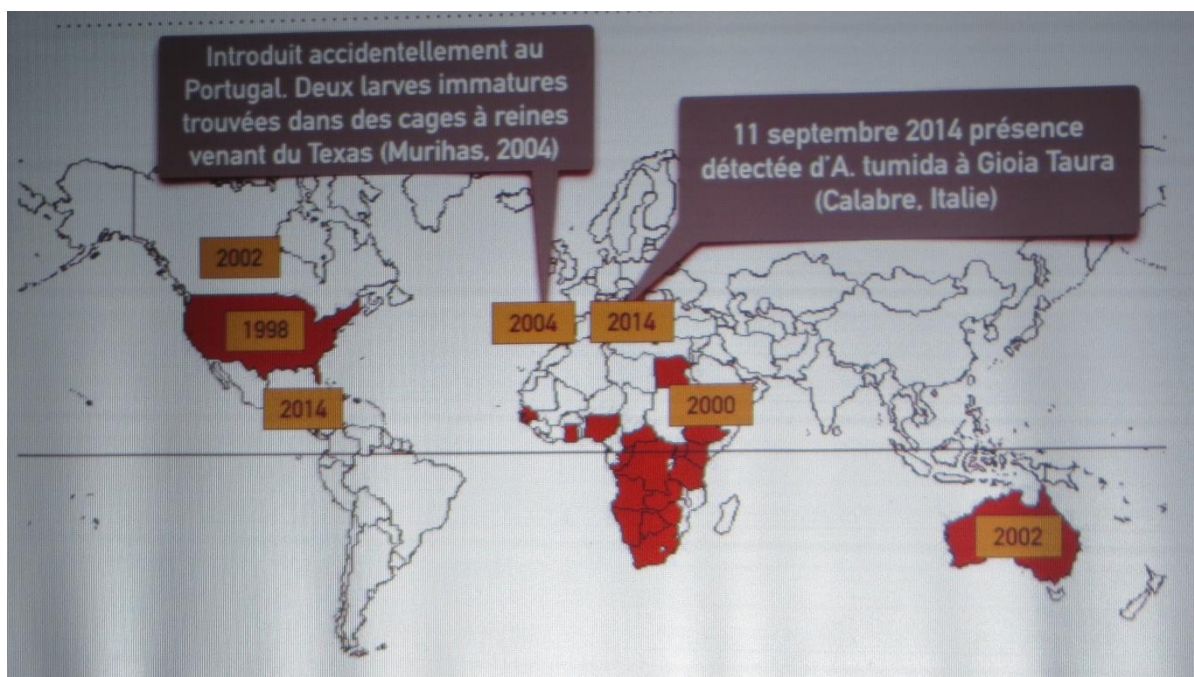 Introduit accidentellement au
Portugal. Deux larves immatures
trouvées dans des cages à reines
venant du Texas (Murihas, 2004)
11 septembre 2014 présence
détectée d'A. tumida à Gioia Taura
(Calabre, Italie)
2002
1998
2004
2014
2014
2000
2002